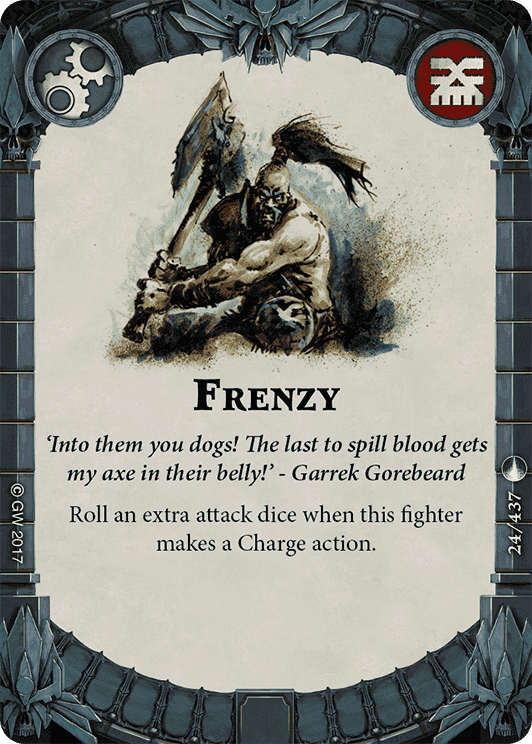 FRENZY
‘Into them you dogs! The last to spill blood gets
my axe in their belly!’ - Garrek Gorebeard
Roll an extra attack dice when this fighter
makes a Charge action.
© GW 2017
24/437